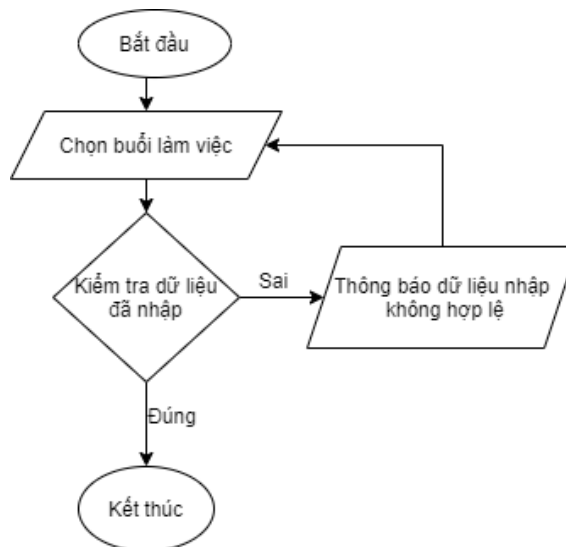 Bắt đầu
Chọn buổi làm việc
Kiểm tra dữ liệu
đã nhập
Sai
Thông báo dữ liệu nhập
không hợp lệ
Đúng
Kết thúc